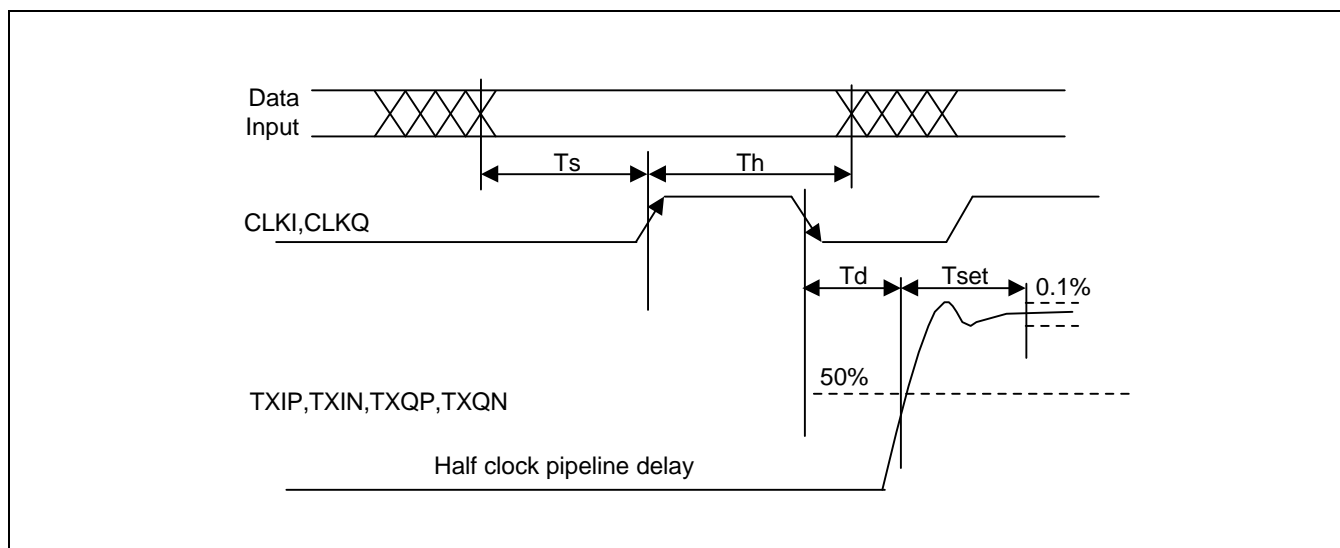 Data
Input
Ts
Th
CLKI,CLKQ
Td
Tset
0.1%
50%
TXIP,TXIN,TXQP,TXQN
Half clock pipeline delay